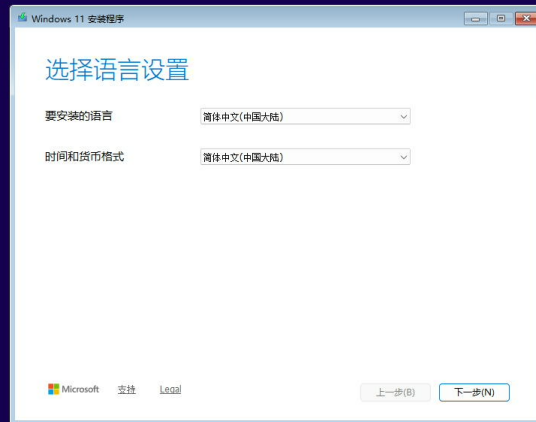 Windows 11 安装程序
选择语言设置
要安装的语言 简体中文(中国大陆)
时间和货币格式 简体中文(中国大陆)
Microsoft 支持 Legal 上一步(B) 下一步(N)